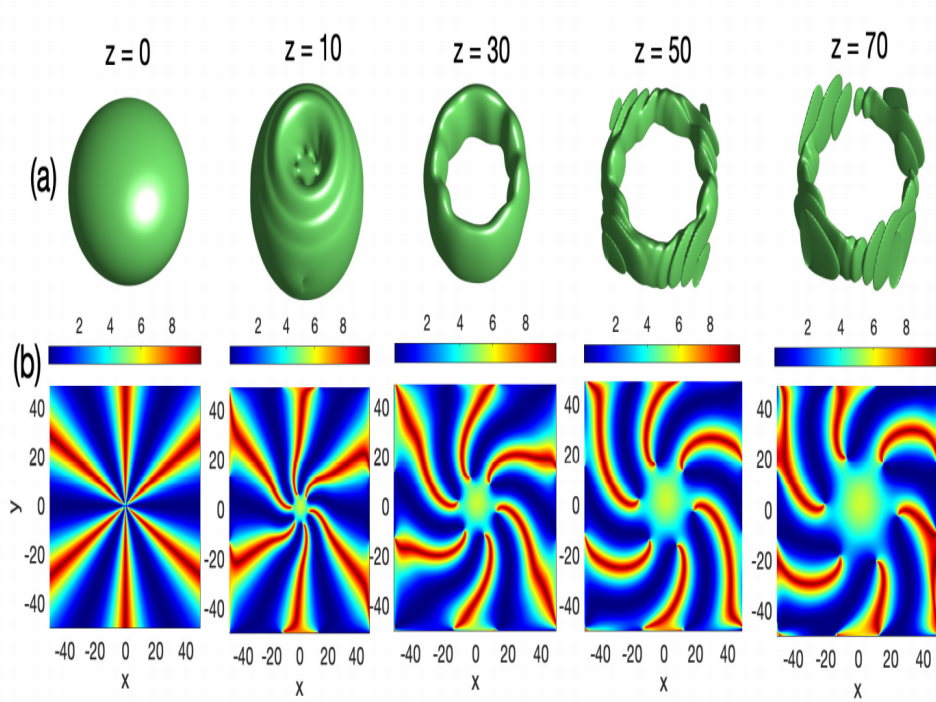 z = 0 z = 10 z = 30 z = 50 z = 70
(a)
2 4 6 8 2 4 6 8 2 4 6 8 2 4 6 8 2 4 6 8
(b)
40 40 40 40 40
20 20 20 20 20
y 0 0 0 0 0
-20 -20 -20 -20 -20
-40 -40 -40 -40 -40
-40 -20 0 20 40 -40 -20 0 20 40 -40 -20 0 20 40 -40 -20 0 20 40 -40 -20 0 20 40
x x x x x